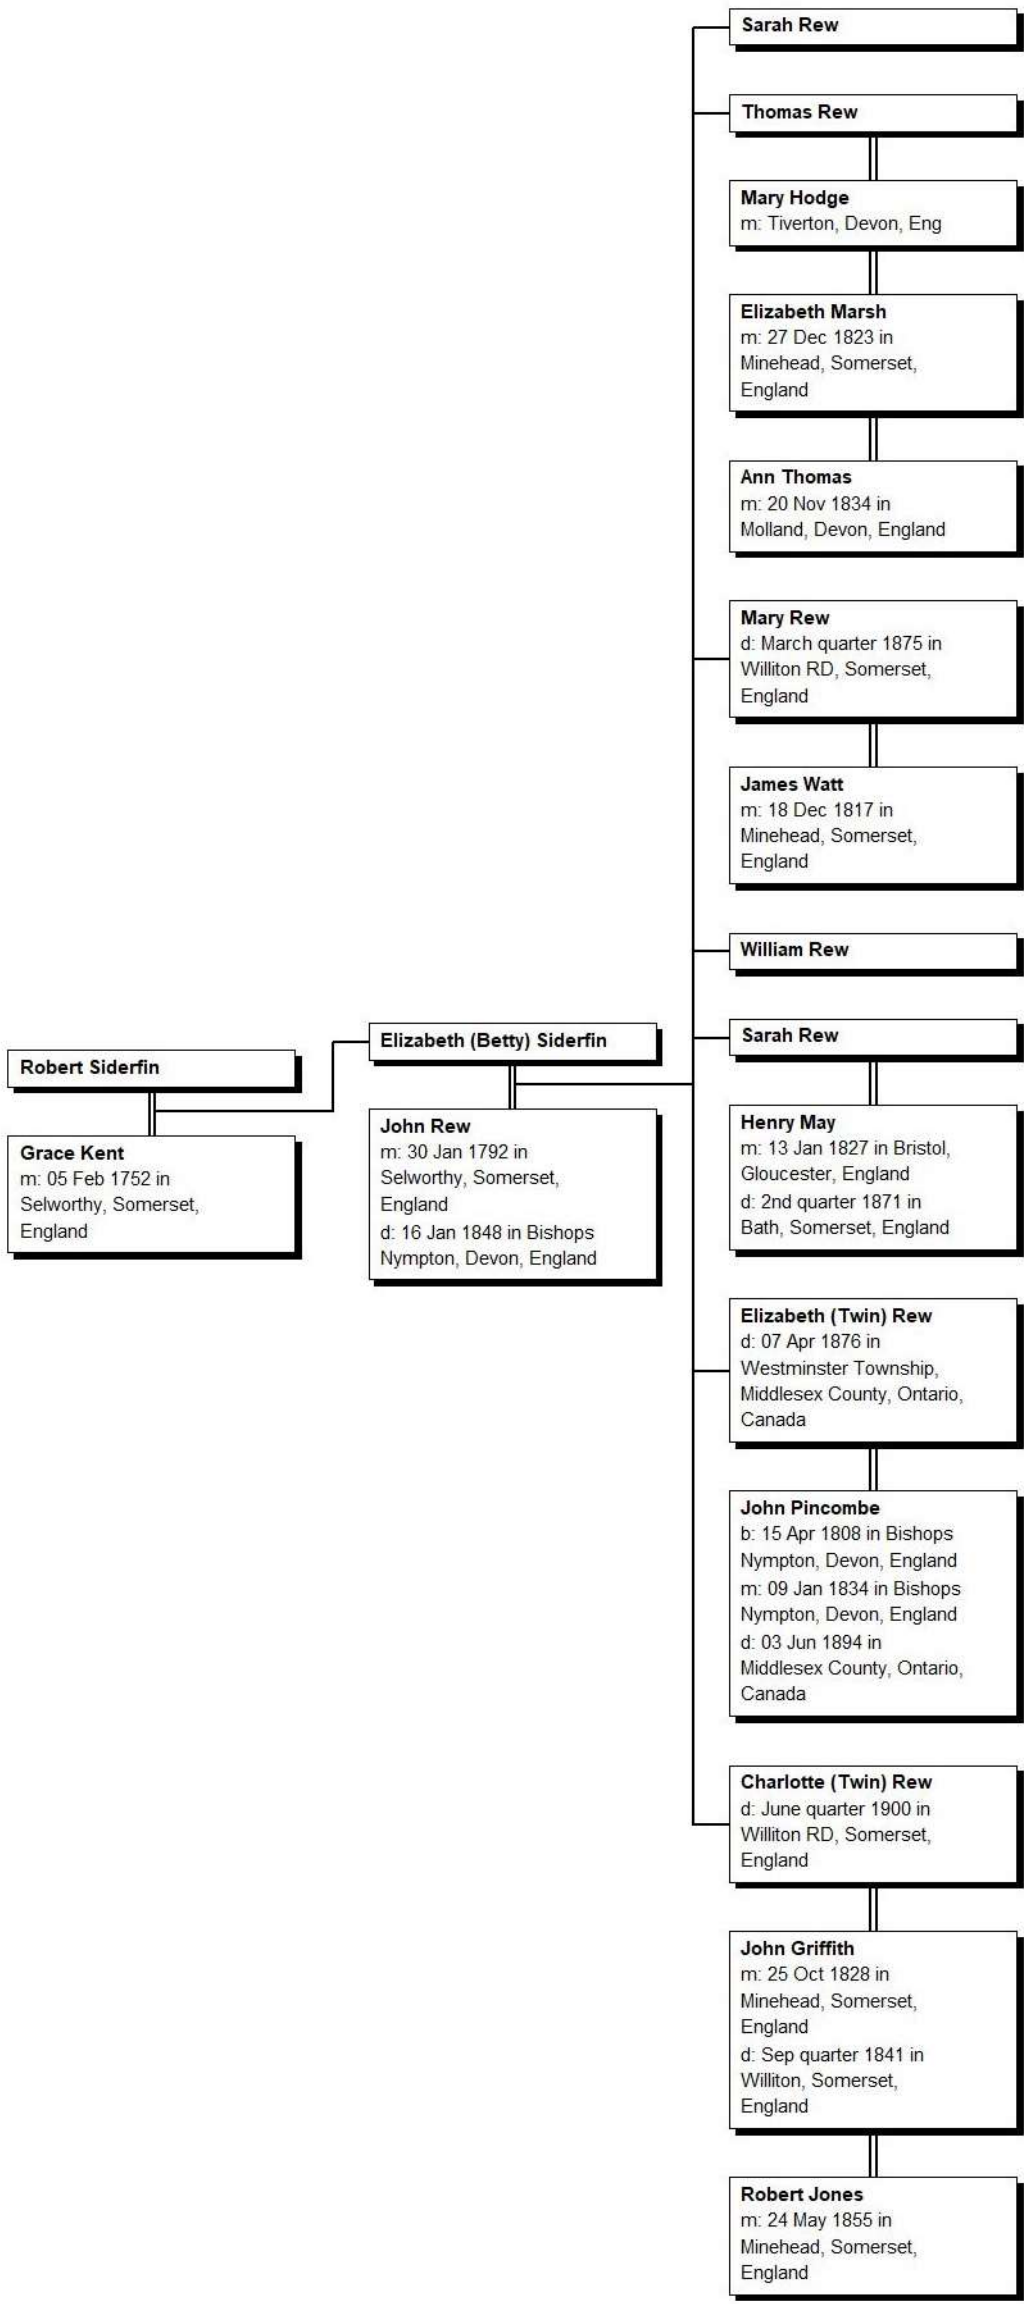 Robert Siderfin
Grace Kent
m: 05 Feb 1752 in
Selworthy, Somerset,
England
Elizabeth (Betty) Siderfin
John Rew
m: 30 Jan 1792 in
Selworthy, Somerset,
England
d: 16 Jan 1848 in Bishops
Nympton, Devon, England
Sarah Rew
Thomas Rew
Mary Hodge
m: Tiverton, Devon, Eng
Elizabeth Marsh
m: 27 Dec 1823 in
Minehead, Somerset,
England
Ann Thomas
m: 20 Nov 1834 in
Molland, Devon, England
Mary Rew
d: March quarter 1875 in
Williton RD, Somerset,
England
James Watt
m: 18 Dec 1817 in
Minehead, Somerset,
England
William Rew
Sarah Rew
Henry May
m: 13 Jan 1827 in Bristol,
Gloucester, England
d: 2nd quarter 1871 in
Bath, Somerset, England
Elizabeth (Twin) Rew
d: 07 Apr 1876 in
Westminster Township,
Middlesex County, Ontario,
Canada
John Pincombe
b: 15 Apr 1808 in Bishops
Nympton, Devon, England
m: 09 Jan 1834 in Bishops
Nympton, Devon, England
d: 03 Jun 1894 in
Middlesex County, Ontario,
Canada
Charlotte (Twin) Rew
d: June quarter 1900 in
Williton RD, Somerset,
England
John Griffith
m: 25 Oct 1828 in
Minehead, Somerset,
England
d: Sep quarter 1841 in
Williton, Somerset,
England
Robert Jones
m: 24 May 1855 in
Minehead, Somerset,
England